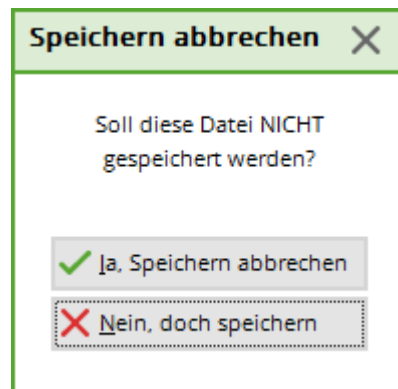 Speichern abbrechen
Soll diese Datei NICHT
gespeichert werden?
Ja, Speichern abbrechen
Nein, doch speichern